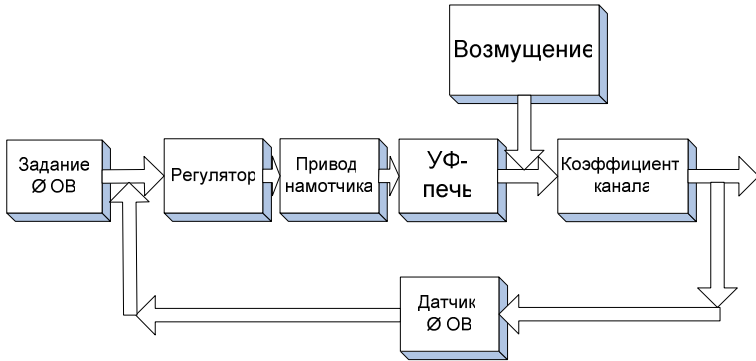 Возмущение
Задание
Ø ОВ
Регулятор
Привод
намотчика
УФ-
печь
Коэффициент
канала
Датчик
Ø ОВ